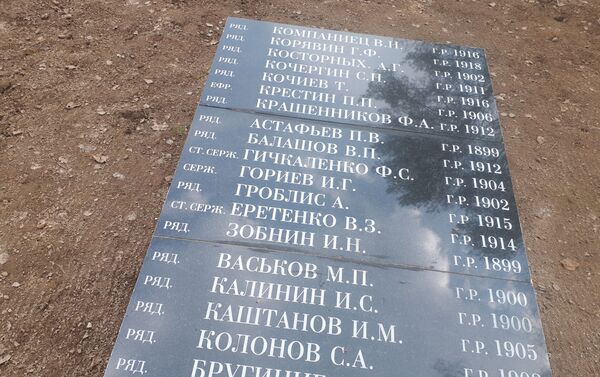 РЯД. КОМПАНИЕЦ В.П. Г.Р. 1916
РЯД. КОРЯВИН Г.Ф. Г.Р. 1918
РЯД. КОСТОРНЫХ. А.Г. Г.Р. 1902
РЯД. КОЧЕРГИН С.Н. Г.Р. 1911
РЯД. КОЧИЕВ Т. Г.Р. 1916
ЕФР. КРЕСТИН П.П. Г.Р. 1906
РЯД. КРАШЕННИКОВ Ф.А. Г.Р. 1912
РЯД. АСТАФЬЕВ П.В. Г.Р. 1899
РЯД. БАЛАШОВ В.П. Г.Р. 1912
СТ. СЕРЖ. ГИЧКАЛЕНКО Ф.С. Г.Р. 1904
СЕРЖ. ГОРИЕВ И.Г. Г.Р. 1902
РЯД. ГРОБЛИС А. Г.Р. 1915
СТ. СЕРЖ. ЕРЕТЕНКО В.З. Г.Р. 1914
РЯД. ЗОБНИН И.Н. Г.Р. 1899
РЯД. ВАСЬКОВ М.П. Г.Р. 1900
РЯД. КАЛИНИН И.С. Г.Р. 1900
РЯД. КАШТАНОВ И.М. Г.Р. 1905
РЯД. КОЛОНОВ С.А.
РЯД.